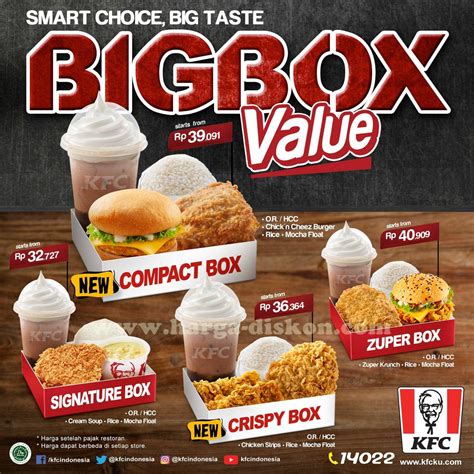 SMART CHOICE, BIG TASTE
BIGBOX
Value
starts from
Rp 39,091
KFC
• O.R / HCC
• Chick'n Cheez Burger
• Rice • Mocha Float
NEW COMPACT BOX
starts from
Rp 32.727
KFC
SIGNATURE BOX
• O.R / HCC
• Cream Soup • Rice • Mocha Float
starts from
Rp 36.364
KFC
NEW CRISPY BOX
• O.R / HCC
• Chicken Strips • Rice • Mocha Float
starts from
Rp 40,909
ZUPER BOX
• O.R / HCC
• Zuper Krunch • Rice • Mocha Float
www.harga-diskon.com
* Harga setelah pajak restoran.
* Harga dapat berbeda di setiap store.
/kfcindonesia @kfcindonesia @kfcindonesia kfcindonesia
14022
KFC
www.kfcku.com